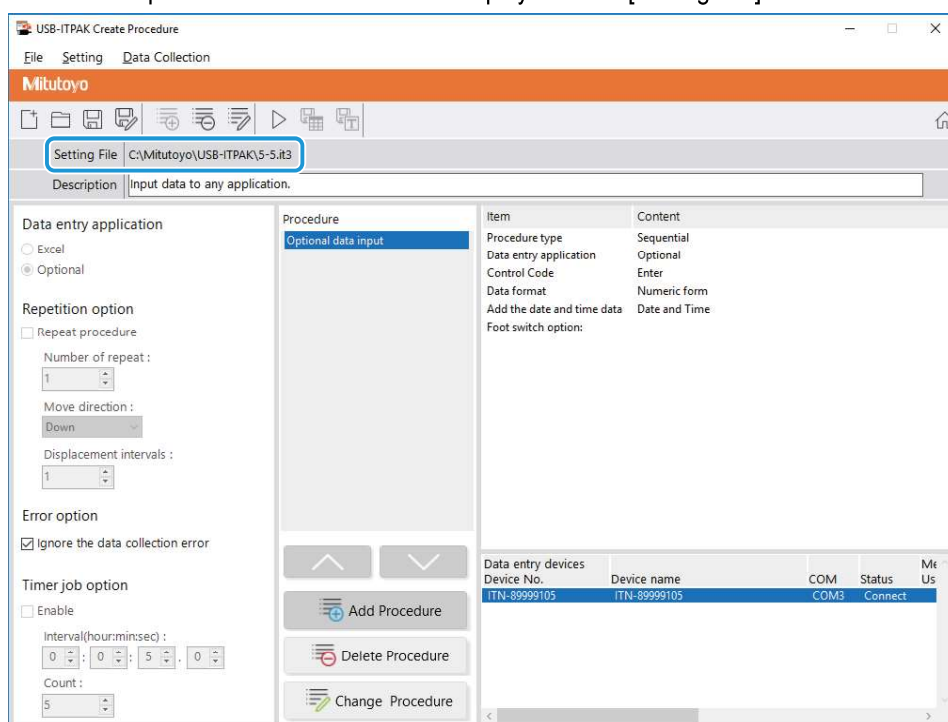 USB-ITPAK Create Procedure
File Setting Data Collection
Mitutoyo
Setting File C:\Mitutoyo\USB-ITPAK\5-5.it3
Description Input data to any application.
Data entry application
Excel
Optional
Repetition option
Repeat procedure
Number of repeat :
1
Move direction :
Down
Displacement intervals :
1
Error option
Ignore the data collection error
Timer job option
Enable
Interval(hour:min:sec) :
0 : 0 : 5 . 0
Count :
5
Procedure
Optional data input
Add Procedure
Delete Procedure
Change Procedure
Item Content
Procedure type Sequential
Data entry application Optional
Control Code Enter
Data format Numeric form
Add the date and time data Date and Time
Foot switch option:
Data entry devices
Device No. Device name COM Status Us
ITN-89999105 ITN-89999105 COM3 Connect